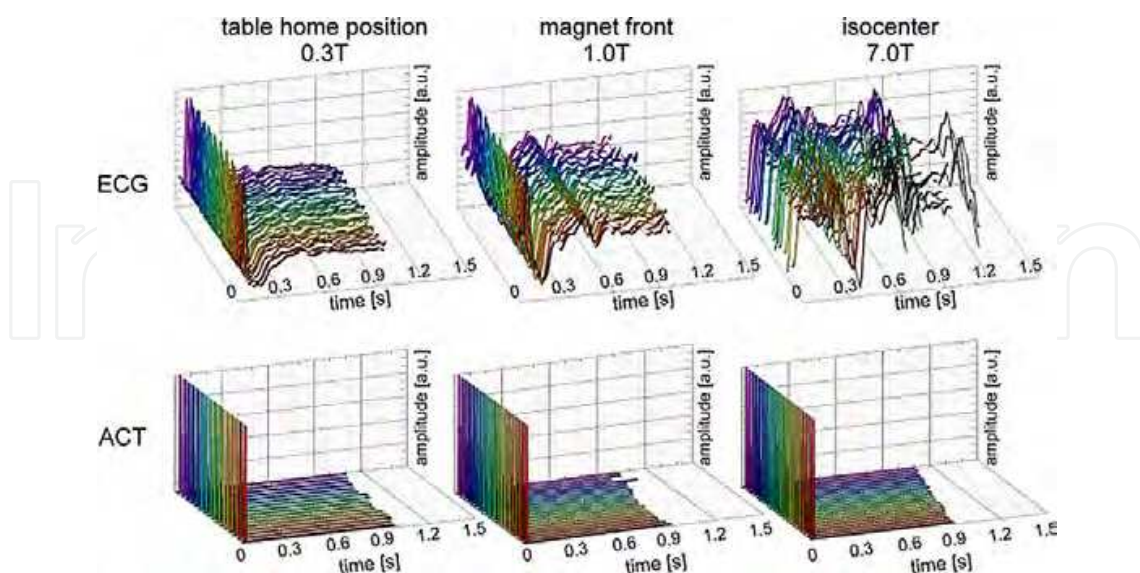 table home position
0.3T
magnet front
1.0T
isocenter
7.0T
ECG
amplitude [a.u.]
amplitude [a.u.]
amplitude [a.u.]
0 0.3 0.6 0.9 1.2 1.5
time [s]
0 0.3 0.6 0.9 1.2 1.5
time [s]
0 0.3 0.6 0.9 1.2 1.5
time [s]
ACT
amplitude [a.u.]
amplitude [a.u.]
amplitude [a.u.]
0 0.3 0.6 0.9 1.2 1.5
time [s]
0 0.3 0.6 0.9 1.2 1.5
time [s]
0 0.3 0.6 0.9 1.2 1.5
time [s]